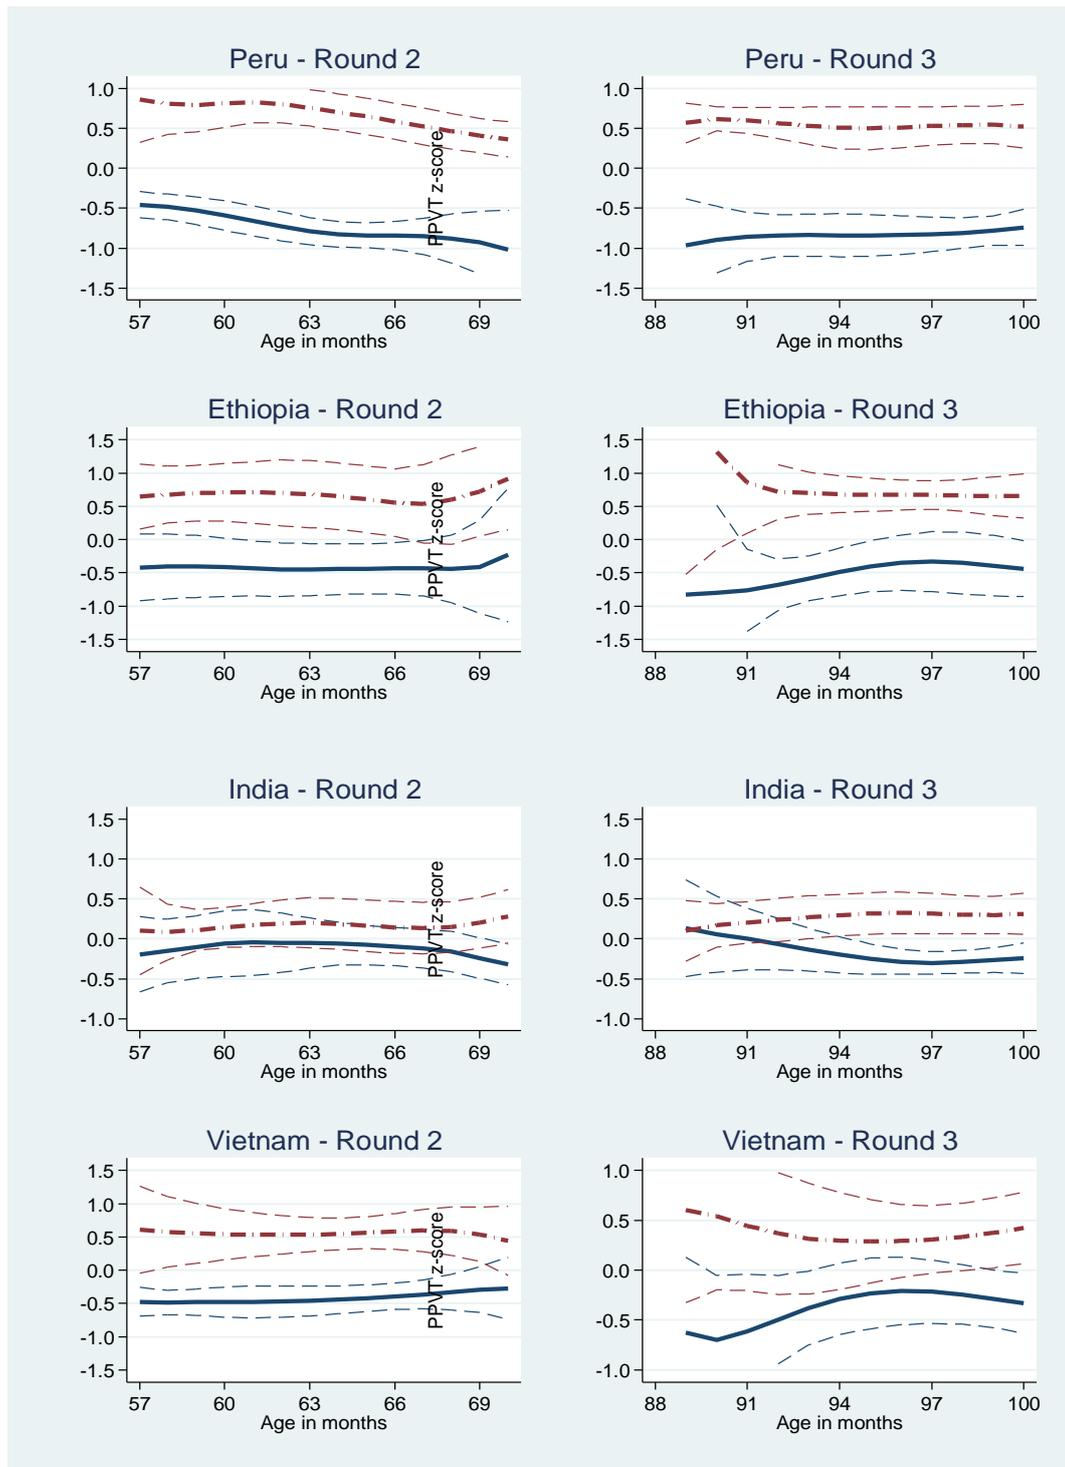 Peru - Round 2
1.0
0.5
0.0
-0.5
-1.0
-1.5
57 60 63 66 69
Age in months
PPVT z-score
Peru - Round 3
1.0
0.5
0.0
-0.5
-1.0
-1.5
88 91 94 97 100
Age in months
Ethiopia - Round 2
1.5
1.0
0.5
0.0
-0.5
-1.0
-1.5
57 60 63 66 69
Age in months
PPVT z-score
Ethiopia - Round 3
1.5
1.0
0.5
0.0
-0.5
-1.0
-1.5
88 91 94 97 100
Age in months
India - Round 2
1.5
1.0
0.5
0.0
-0.5
-1.0
57 60 63 66 69
Age in months
PPVT z-score
India - Round 3
1.5
1.0
0.5
0.0
-0.5
-1.0
88 91 94 97 100
Age in months
Vietnam - Round 2
1.5
1.0
0.5
0.0
-0.5
-1.0
-1.5
57 60 63 66 69
Age in months
PPVT z-score
Vietnam - Round 3
1.0
0.5
0.0
-0.5
-1.0
88 91 94 97 100
Age in months